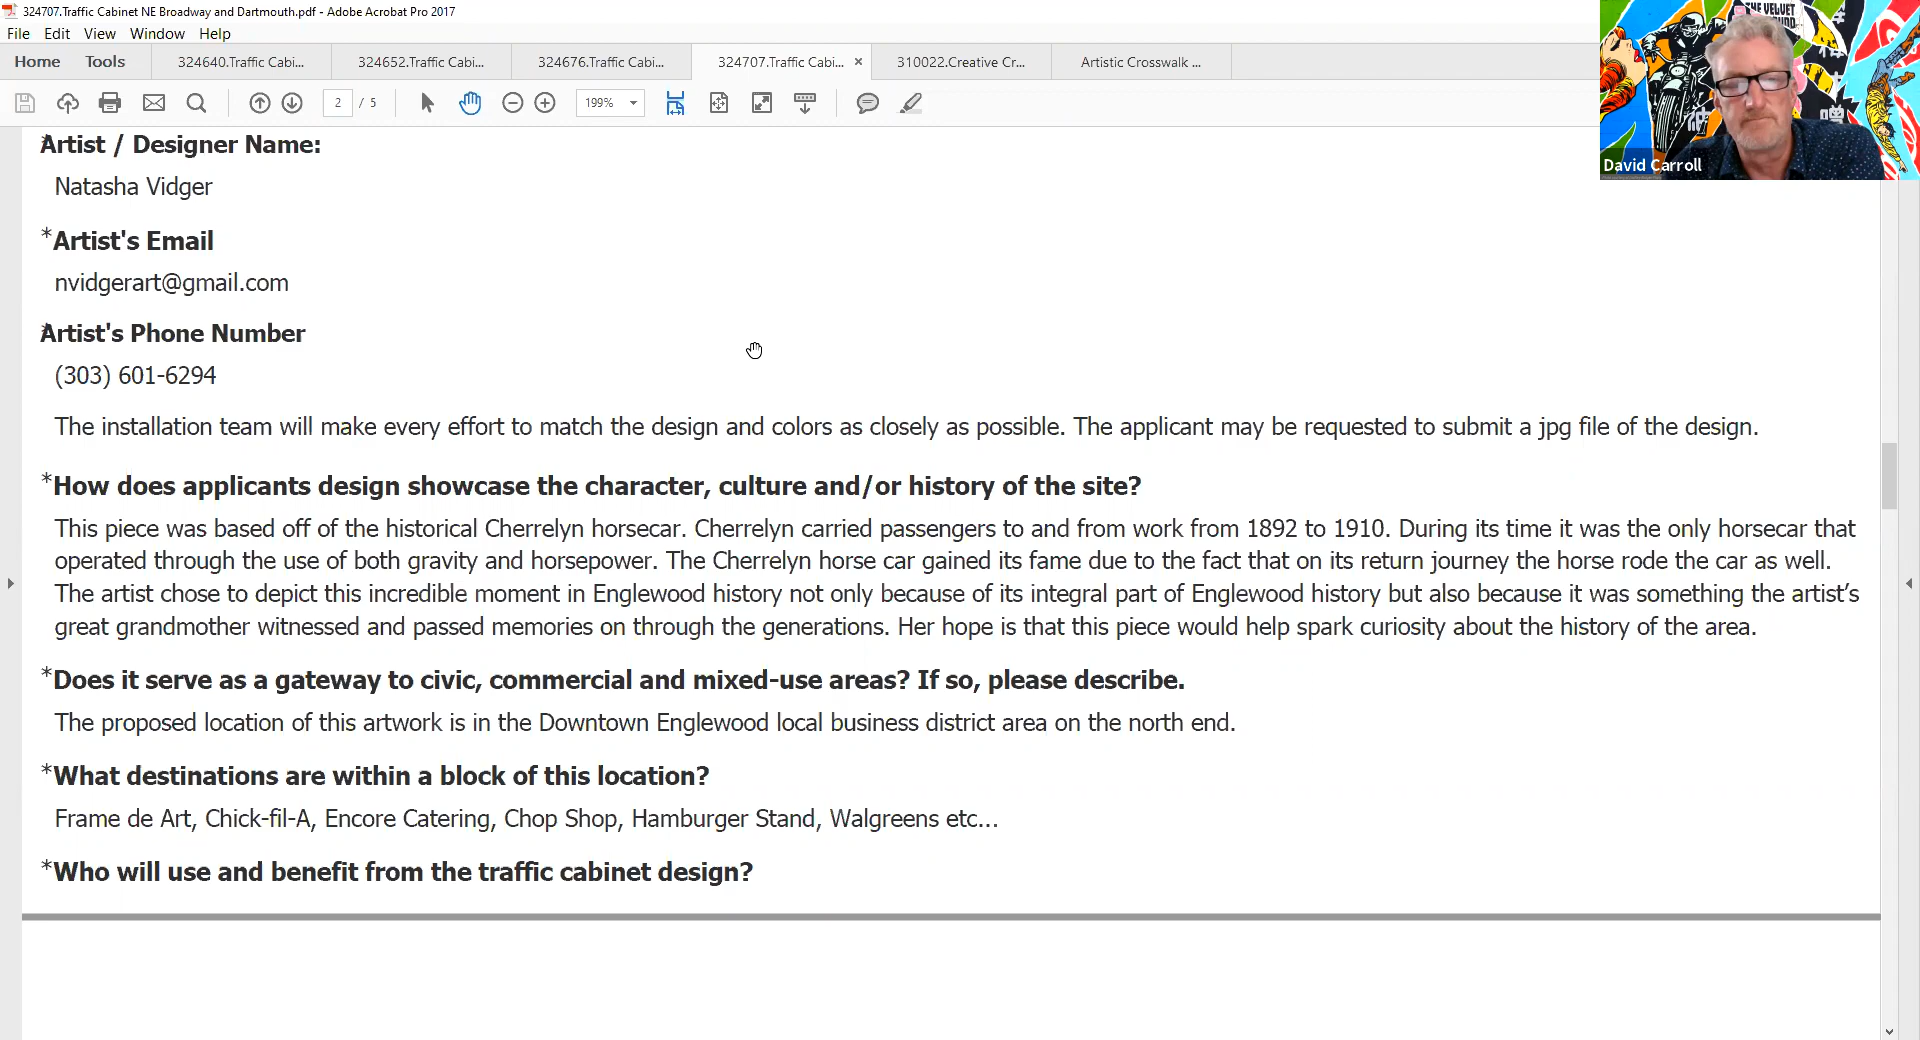 324707.Traffic Cabinet NE Broadway and Dartmouth.pdf - Adobe Acrobat Pro 2017
File Edit View Window Help
Home Tools 324640.Traffic Cabi... 324652.Traffic Cabi... 324676.Traffic Cabi... 324707.Traffic Cabi... × 310022.Creative Cr... Artistic Crosswalk ...
2 / 5 199%
THE VELVET
David Carroll
*Artist / Designer Name:
Natasha Vidger
*Artist's Email
nvidgerart@gmail.com
*Artist's Phone Number
(303) 601-6294
The installation team will make every effort to match the design and colors as closely as possible. The applicant may be requested to submit a jpg file of the design.
*How does applicants design showcase the character, culture and/or history of the site?
This piece was based off of the historical Cherrelyn horsecar. Cherrelyn carried passengers to and from work from 1892 to 1910. During its time it was the only horsecar that
operated through the use of both gravity and horsepower. The Cherrelyn horse car gained its fame due to the fact that on its return journey the horse rode the car as well.
The artist chose to depict this incredible moment in Englewood history not only because of its integral part of Englewood history but also because it was something the artist's
great grandmother witnessed and passed memories on through the generations. Her hope is that this piece would help spark curiosity about the history of the area.
*Does it serve as a gateway to civic, commercial and mixed-use areas? If so, please describe.
The proposed location of this artwork is in the Downtown Englewood local business district area on the north end.
*What destinations are within a block of this location?
Frame de Art, Chick-fil-A, Encore Catering, Chop Shop, Hamburger Stand, Walgreens etc...
*Who will use and benefit from the traffic cabinet design?